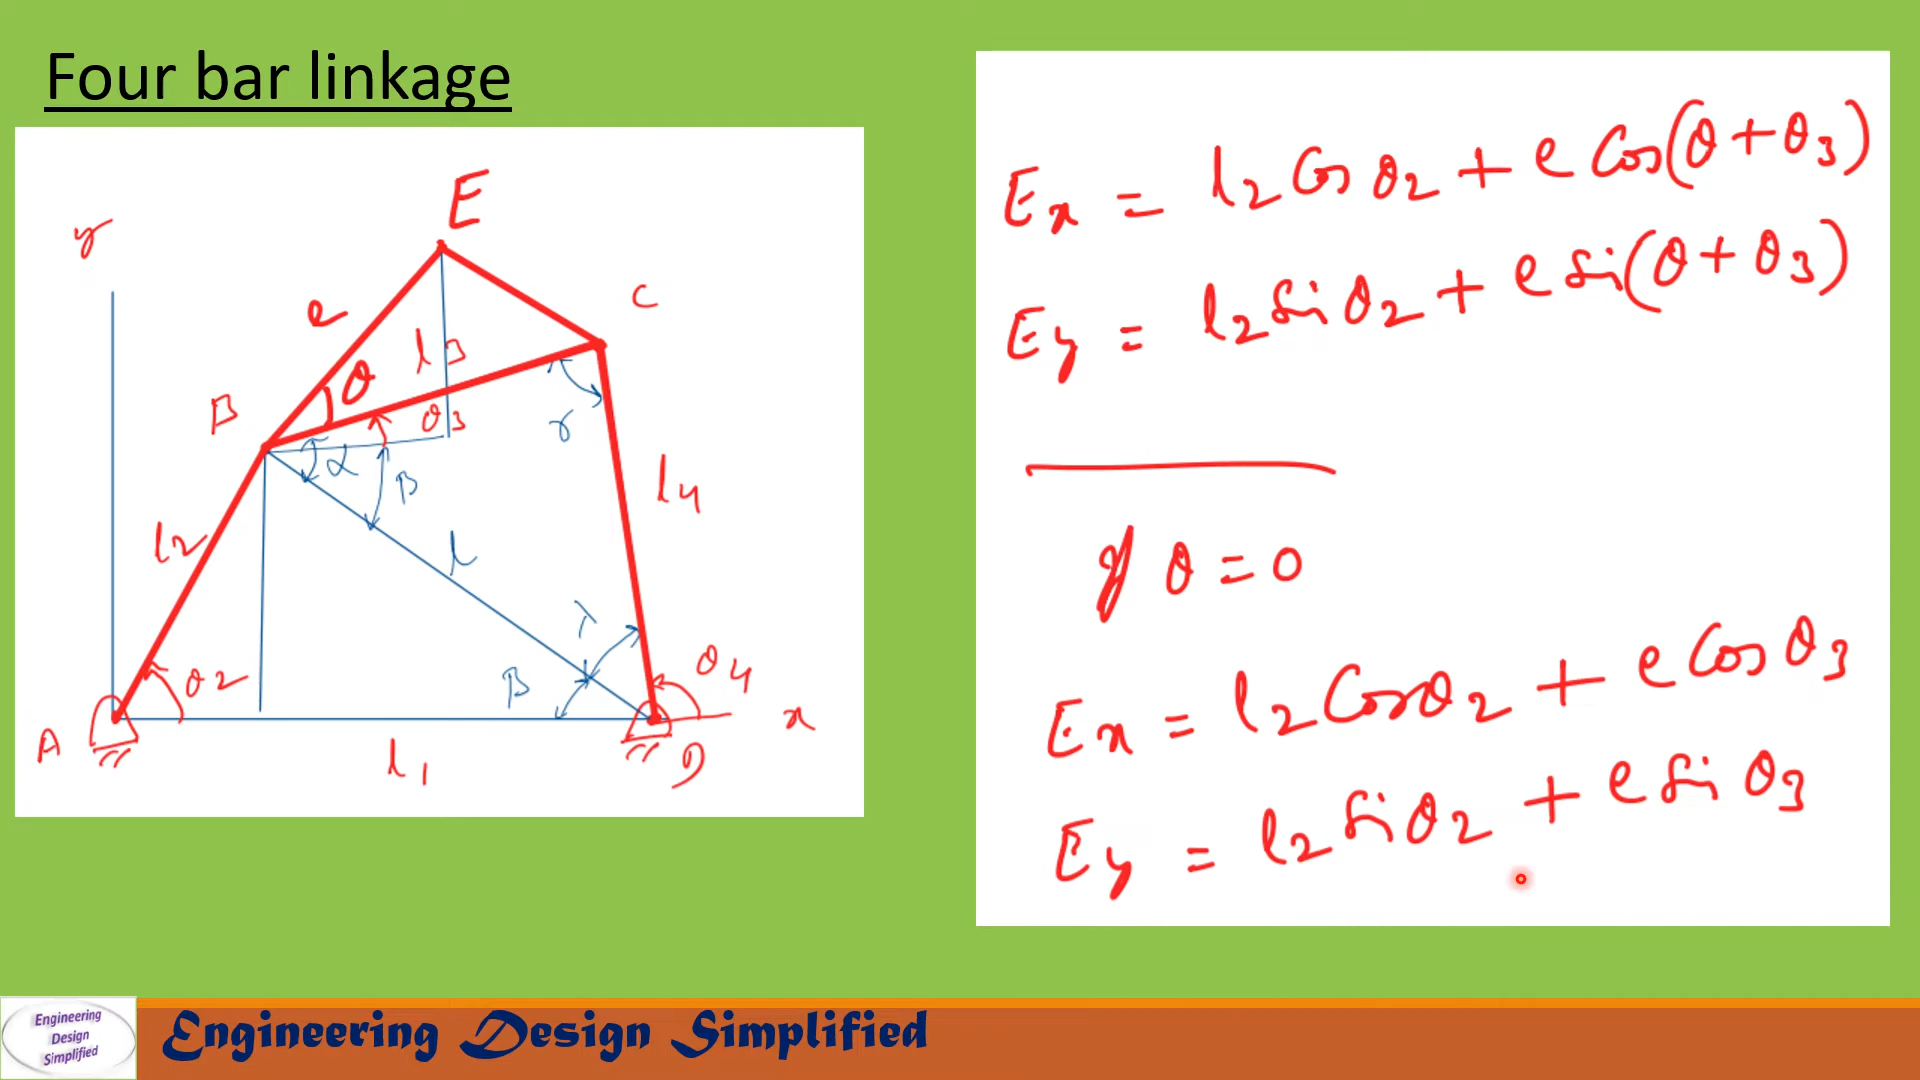 Four bar linkage
E
y
C
e
l3
θ
B
θ3
α
γ
β
l4
l2
l
λ
θ2
β
θ4
A
x
D
l1
Ex = l2 Cos θ2 + e Cos(θ + θ3)
Ey = l2 Sin θ2 + e Sin(θ + θ3)
If θ = 0
Ex = l2 Cos θ2 + e Cos θ3
Ey = l2 Sin θ2 + e Sin θ3
Engineering
Design
Simplified
Engineering Design Simplified